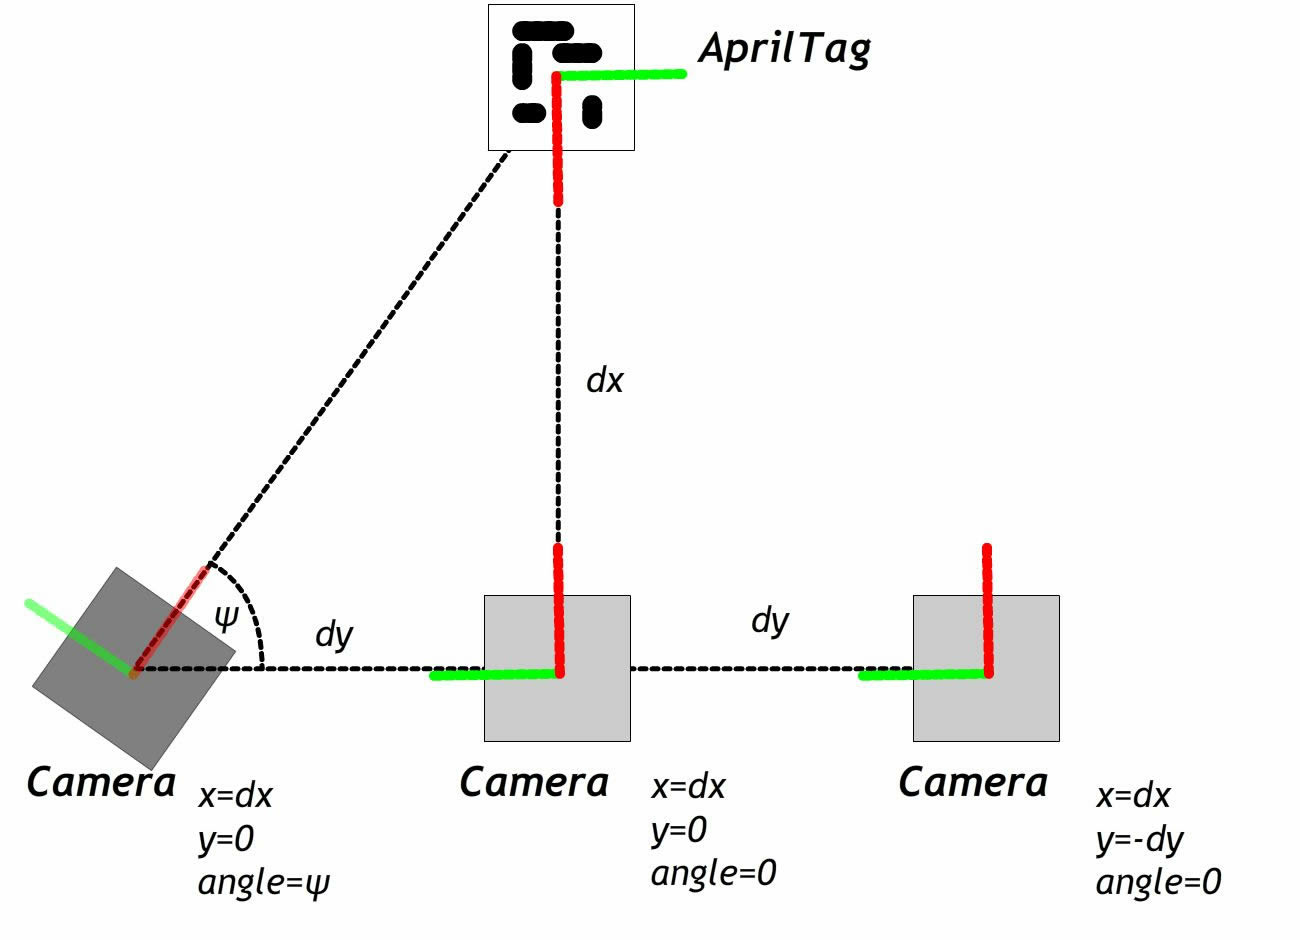 AprilTag
dx
ψ
dy
dy
Camera
x=dx
y=0
angle=ψ
Camera
x=dx
y=0
angle=0
Camera
x=dx
y=-dy
angle=0